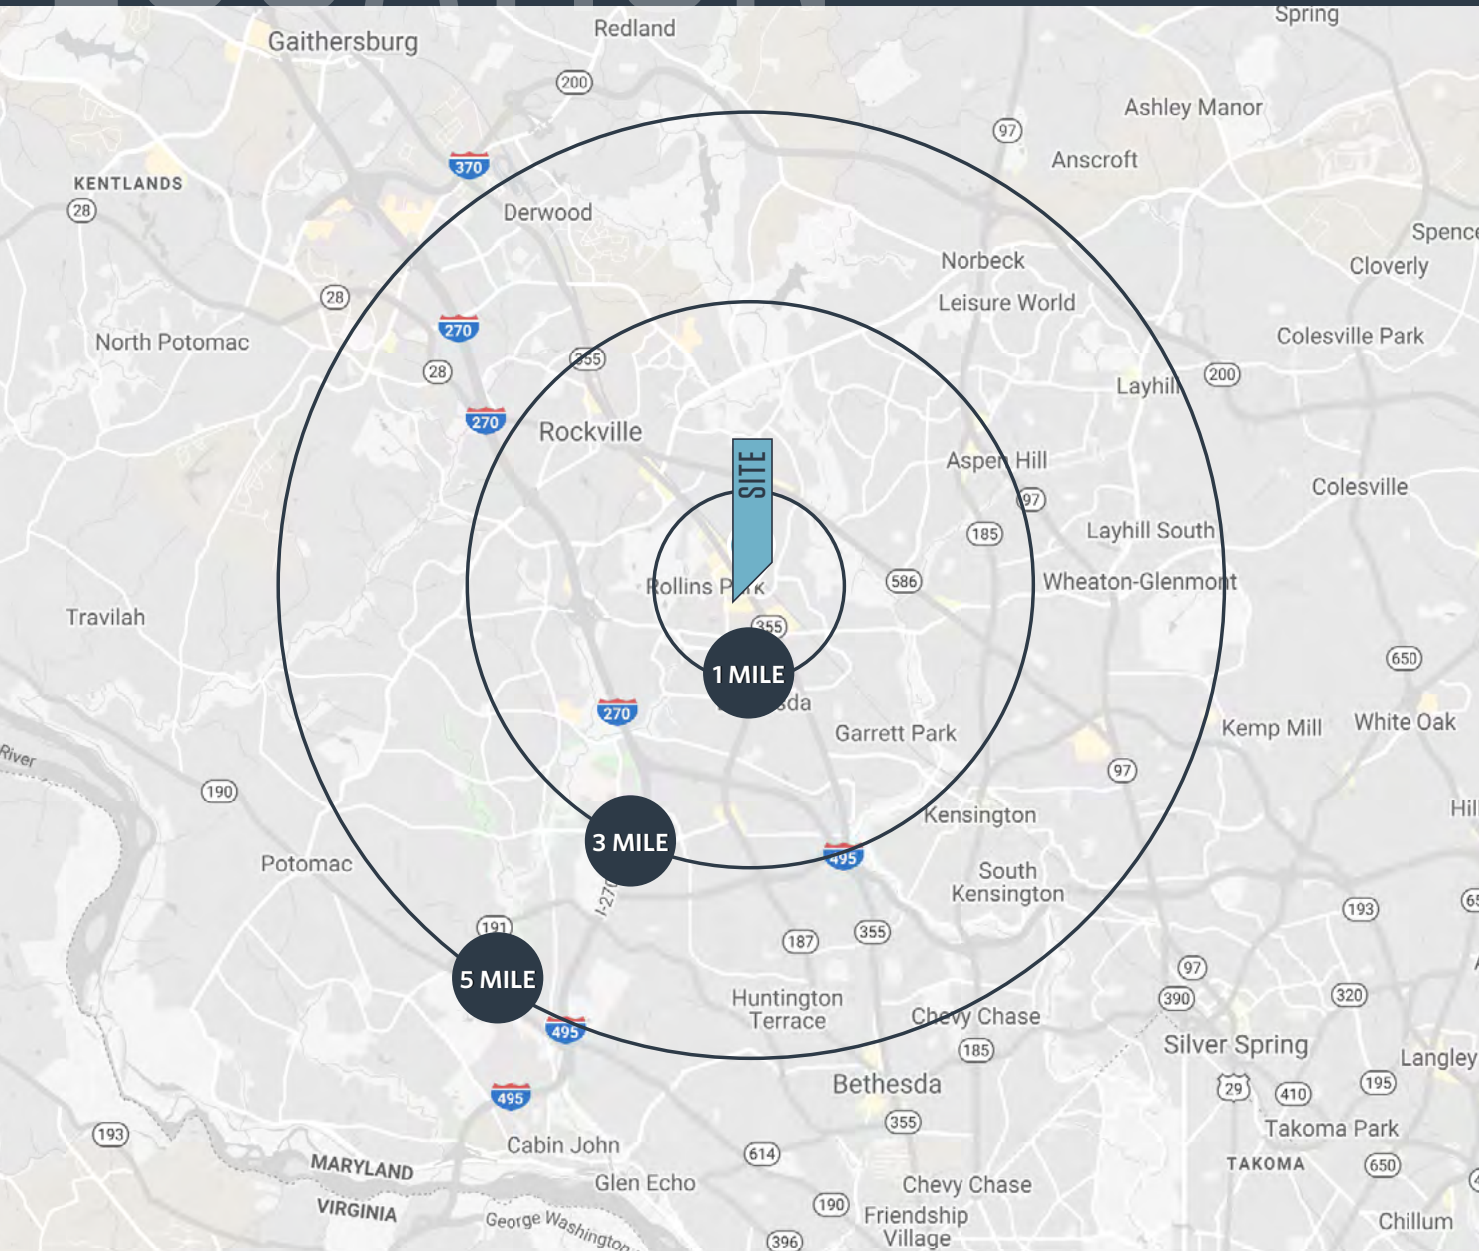 Spring
Redland
Gaithersburg
200
Ashley Manor
97
Anscroft
370
KENTLANDS
28
Derwood
Norbeck
Cloverly
28
Leisure World
270
North Potomac
Colesville Park
355
28
200
Layhill
270
Rockville
SITE
Aspen Hill
Colesville
97
185
Layhill South
586
Wheaton-Glenmont
Rollins
Travilah
355
650
1 MILE
270
Garrett Park
Kemp Mill
White Oak
River
97
190
Kensington
3 MILE
495
Potomac
South
Kensington
I-270
193
191
187
355
97
5 MILE
390
320
Huntington
Terrace
Chevy Chase
495
185
Silver Spring
Langley
Bethesda
195
29
410
495
355
Takoma Park
193
Cabin John
614
TAKOMA
650
MARYLAND
Glen Echo
Chevy Chase
VIRGINIA
190
Friendship
Village
George Washington
Chillum
396